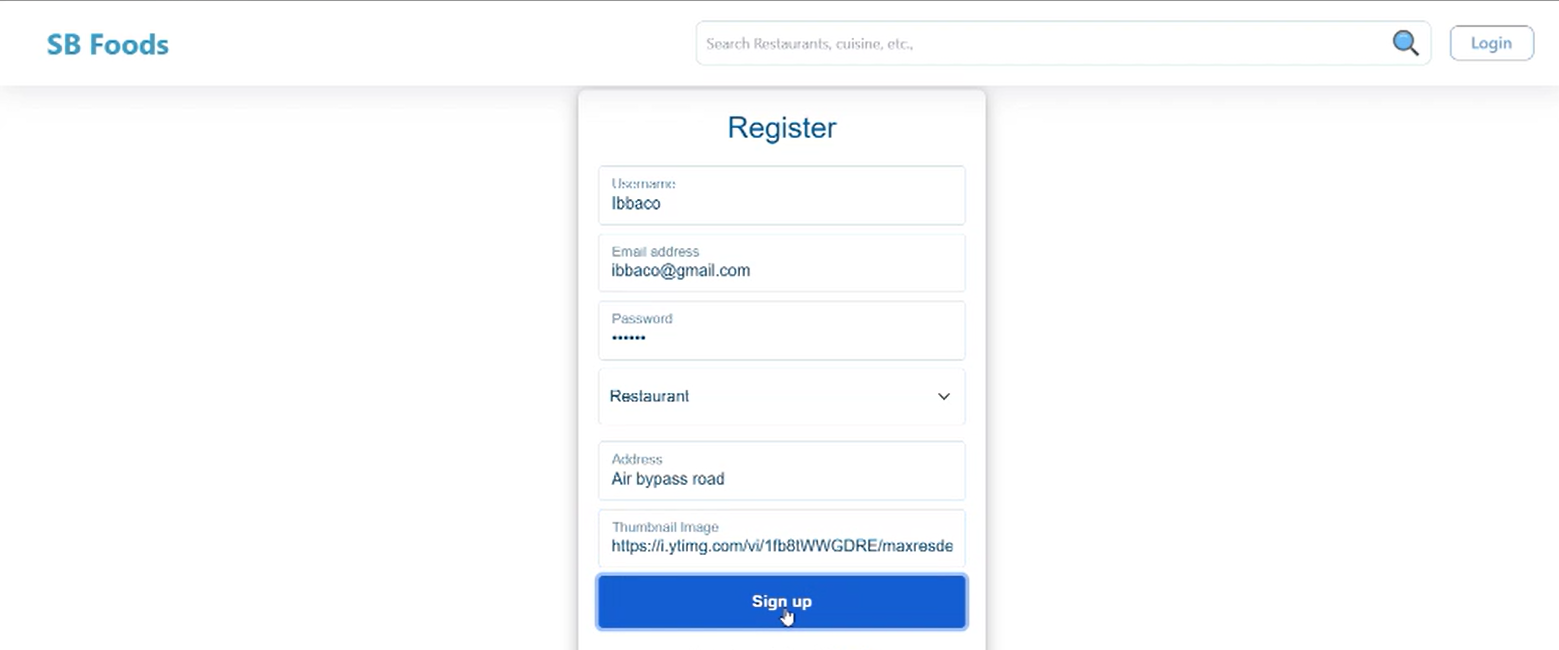 SB Foods
Search Restaurants, cuisine, etc.,
Login
Register
Username
Ibbaco
Email address
ibbaco@gmail.com
Password
••••••
Restaurant
Address
Air bypass road
Thumbnail Image
https://i.ytimg.com/vi/1fb8tWWGDRE/maxresde
Sign up